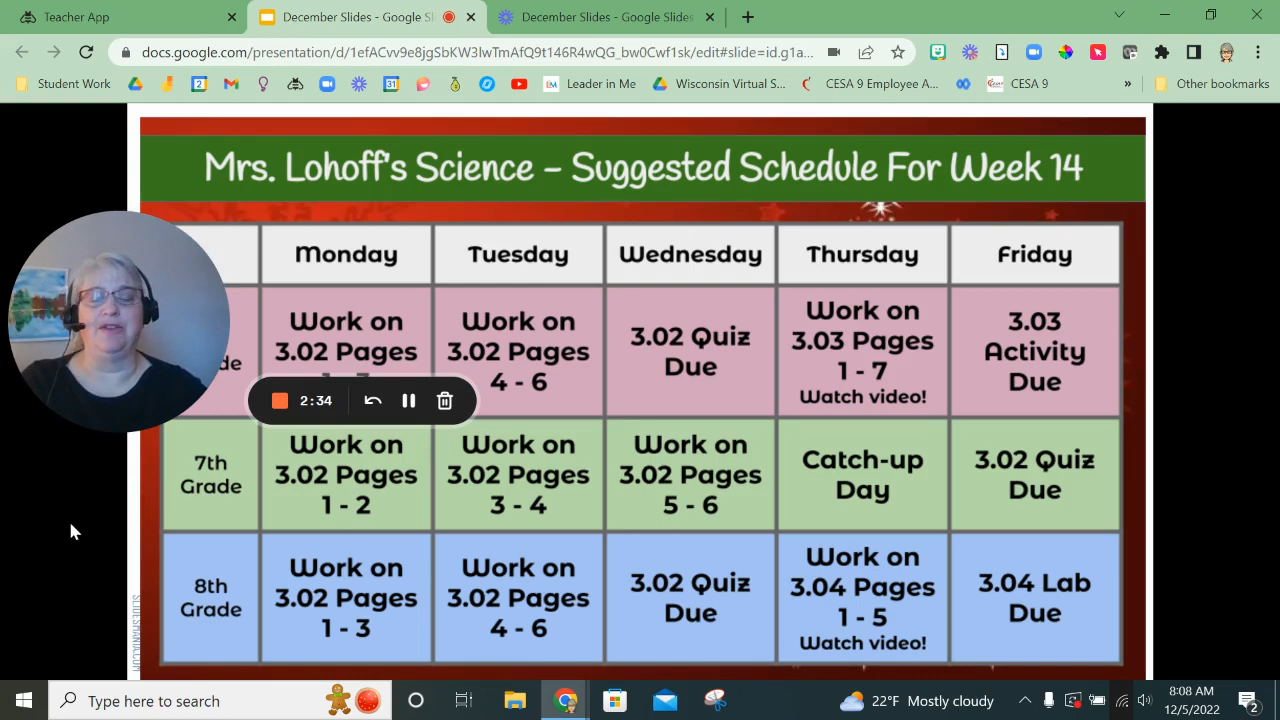 Teacher App
December Slides - Google Sl
December Slides - Google Slides
docs.google.com/presentation/d/1efACvv9e8jgSbKW3lwTmAfQ9t146R4wQG_bw0Cwf1sk/edit#slide=id.g1a...
Student Work
Leader in Me
Wisconsin Virtual S...
CESA 9 Employee A...
CESA 9
»
Other bookmarks
Mrs. Lohoff's Science – Suggested Schedule For Week 14
Monday
Tuesday
Wednesday
Thursday
Friday
de
Work on
3.02 Pages
Work on
3.02 Pages
4 - 6
3.02 Quiz
Due
Work on
3.03 Pages
1 - 7
Watch video!
3.03
Activity
Due
2:34
7th
Grade
Work on
3.02 Pages
1 - 2
Work on
3.02 Pages
3 - 4
Work on
3.02 Pages
5 - 6
Catch-up
Day
3.02 Quiz
Due
8th
Grade
Work on
3.02 Pages
1 - 3
Work on
3.02 Pages
4 - 6
3.02 Quiz
Due
Work on
3.04 Pages
1 - 5
Watch video!
3.04 Lab
Due
SLIDESMANIA.COM
Type here to search
22°F Mostly cloudy
8:08 AM
12/5/2022
2